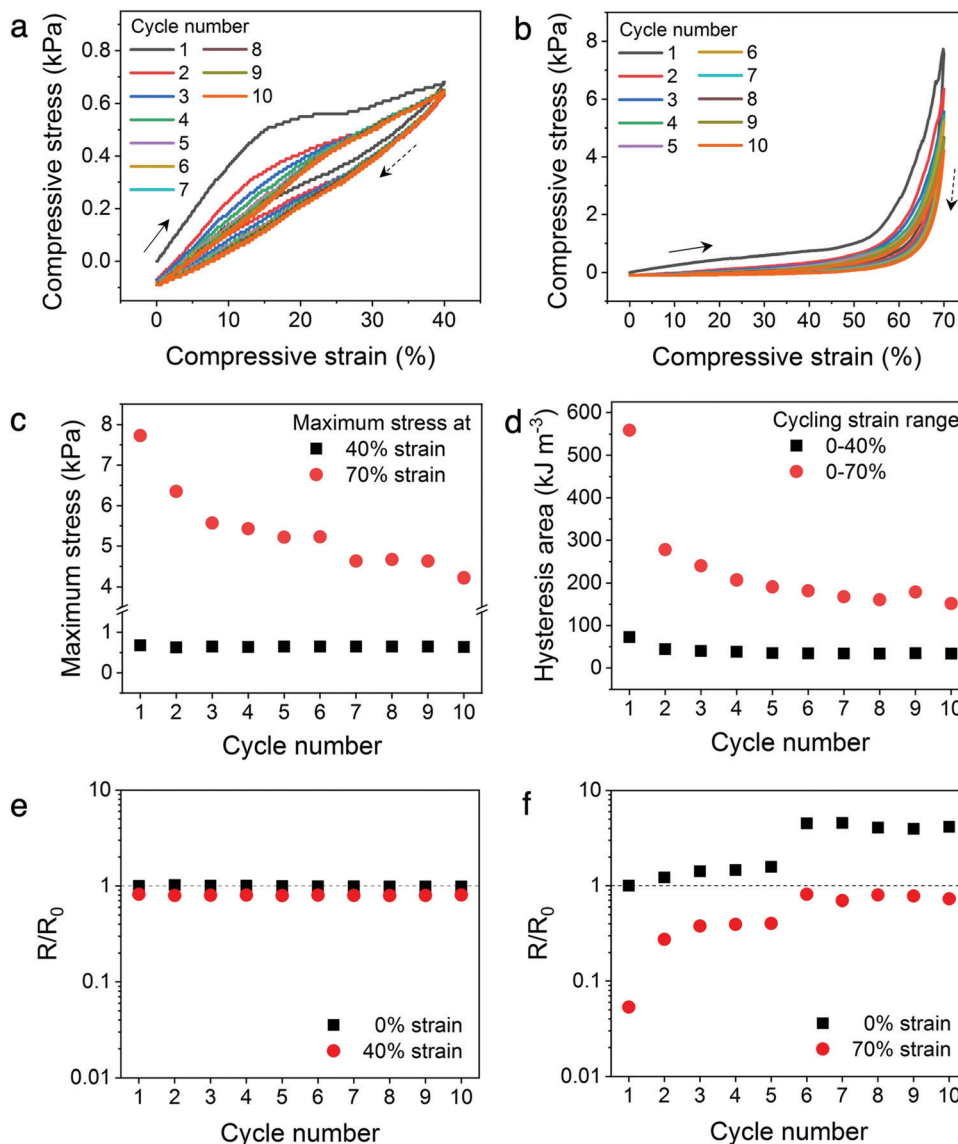 a
Compressive stress (kPa)
0.8
0.6
0.4
0.2
0.0
Cycle number
1 8
2 9
3 10
4
5
6
7
0 10 20 30 40
Compressive strain (%)
b
Compressive stress (kPa)
8
6
4
2
0
Cycle number
1 6
2 7
3 8
4 9
5 10
0 10 20 30 40 50 60 70
Compressive strain (%)
c
Maximum stress (kPa)
8
7
6
5
4
1
0
Maximum stress at
40% strain
70% strain
1 2 3 4 5 6 7 8 9 10
Cycle number
d
Hysteresis area (kJ m⁻³)
600
550
500
450
400
350
300
250
200
150
100
50
0
Cycling strain range
0-40%
0-70%
1 2 3 4 5 6 7 8 9 10
Cycle number
e
R/R₀
10
1
0.1
0.01
0% strain
40% strain
1 2 3 4 5 6 7 8 9 10
Cycle number
f
R/R₀
10
1
0.1
0.01
0% strain
70% strain
1 2 3 4 5 6 7 8 9 10
Cycle number